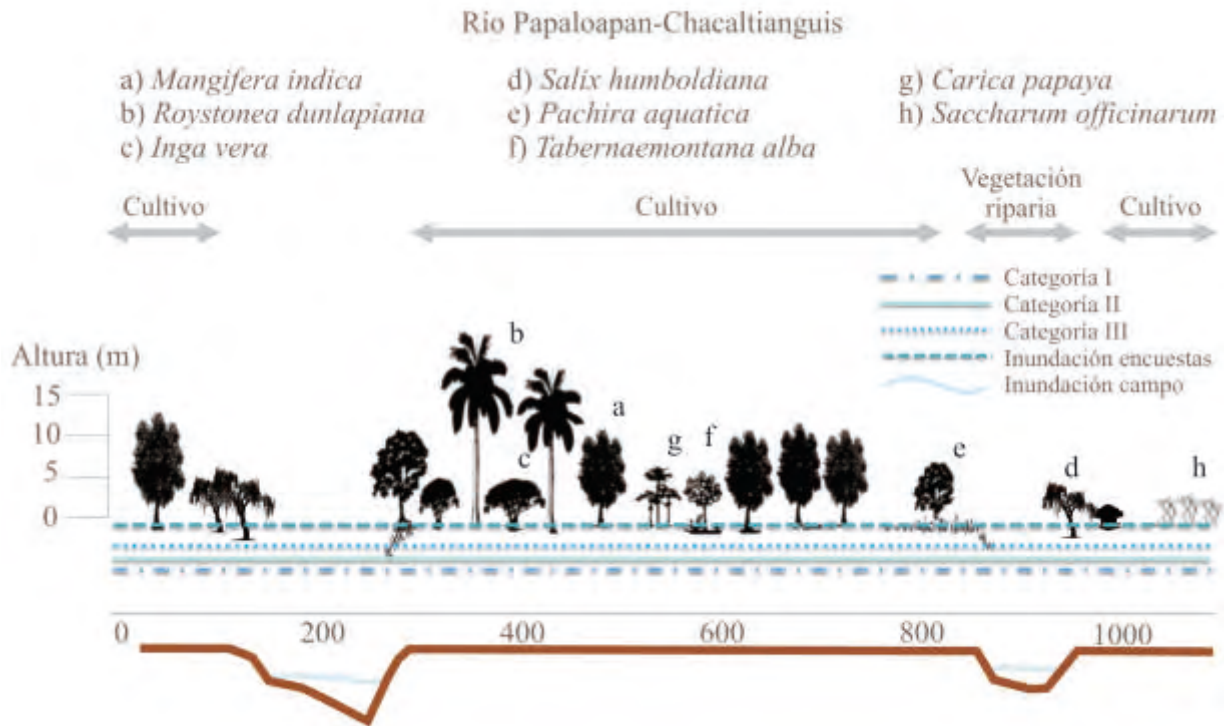 Río Papaloapan-Chacaltianguis
a) Mangifera indica
b) Roystonea dunlapiana
c) Inga vera
d) Salix humboldiana
e) Pachira aquatica
f) Tabernaemontana alba
g) Carica papaya
h) Saccharum officinarum
Cultivo
Cultivo
Vegetación
riparia
Cultivo
Categoría I
Categoría II
Categoría III
Inundación encuestas
Inundación campo
Altura (m)
15
10
5
0
b
a
c
g
f
e
d
h
0 200 400 600 800 1000